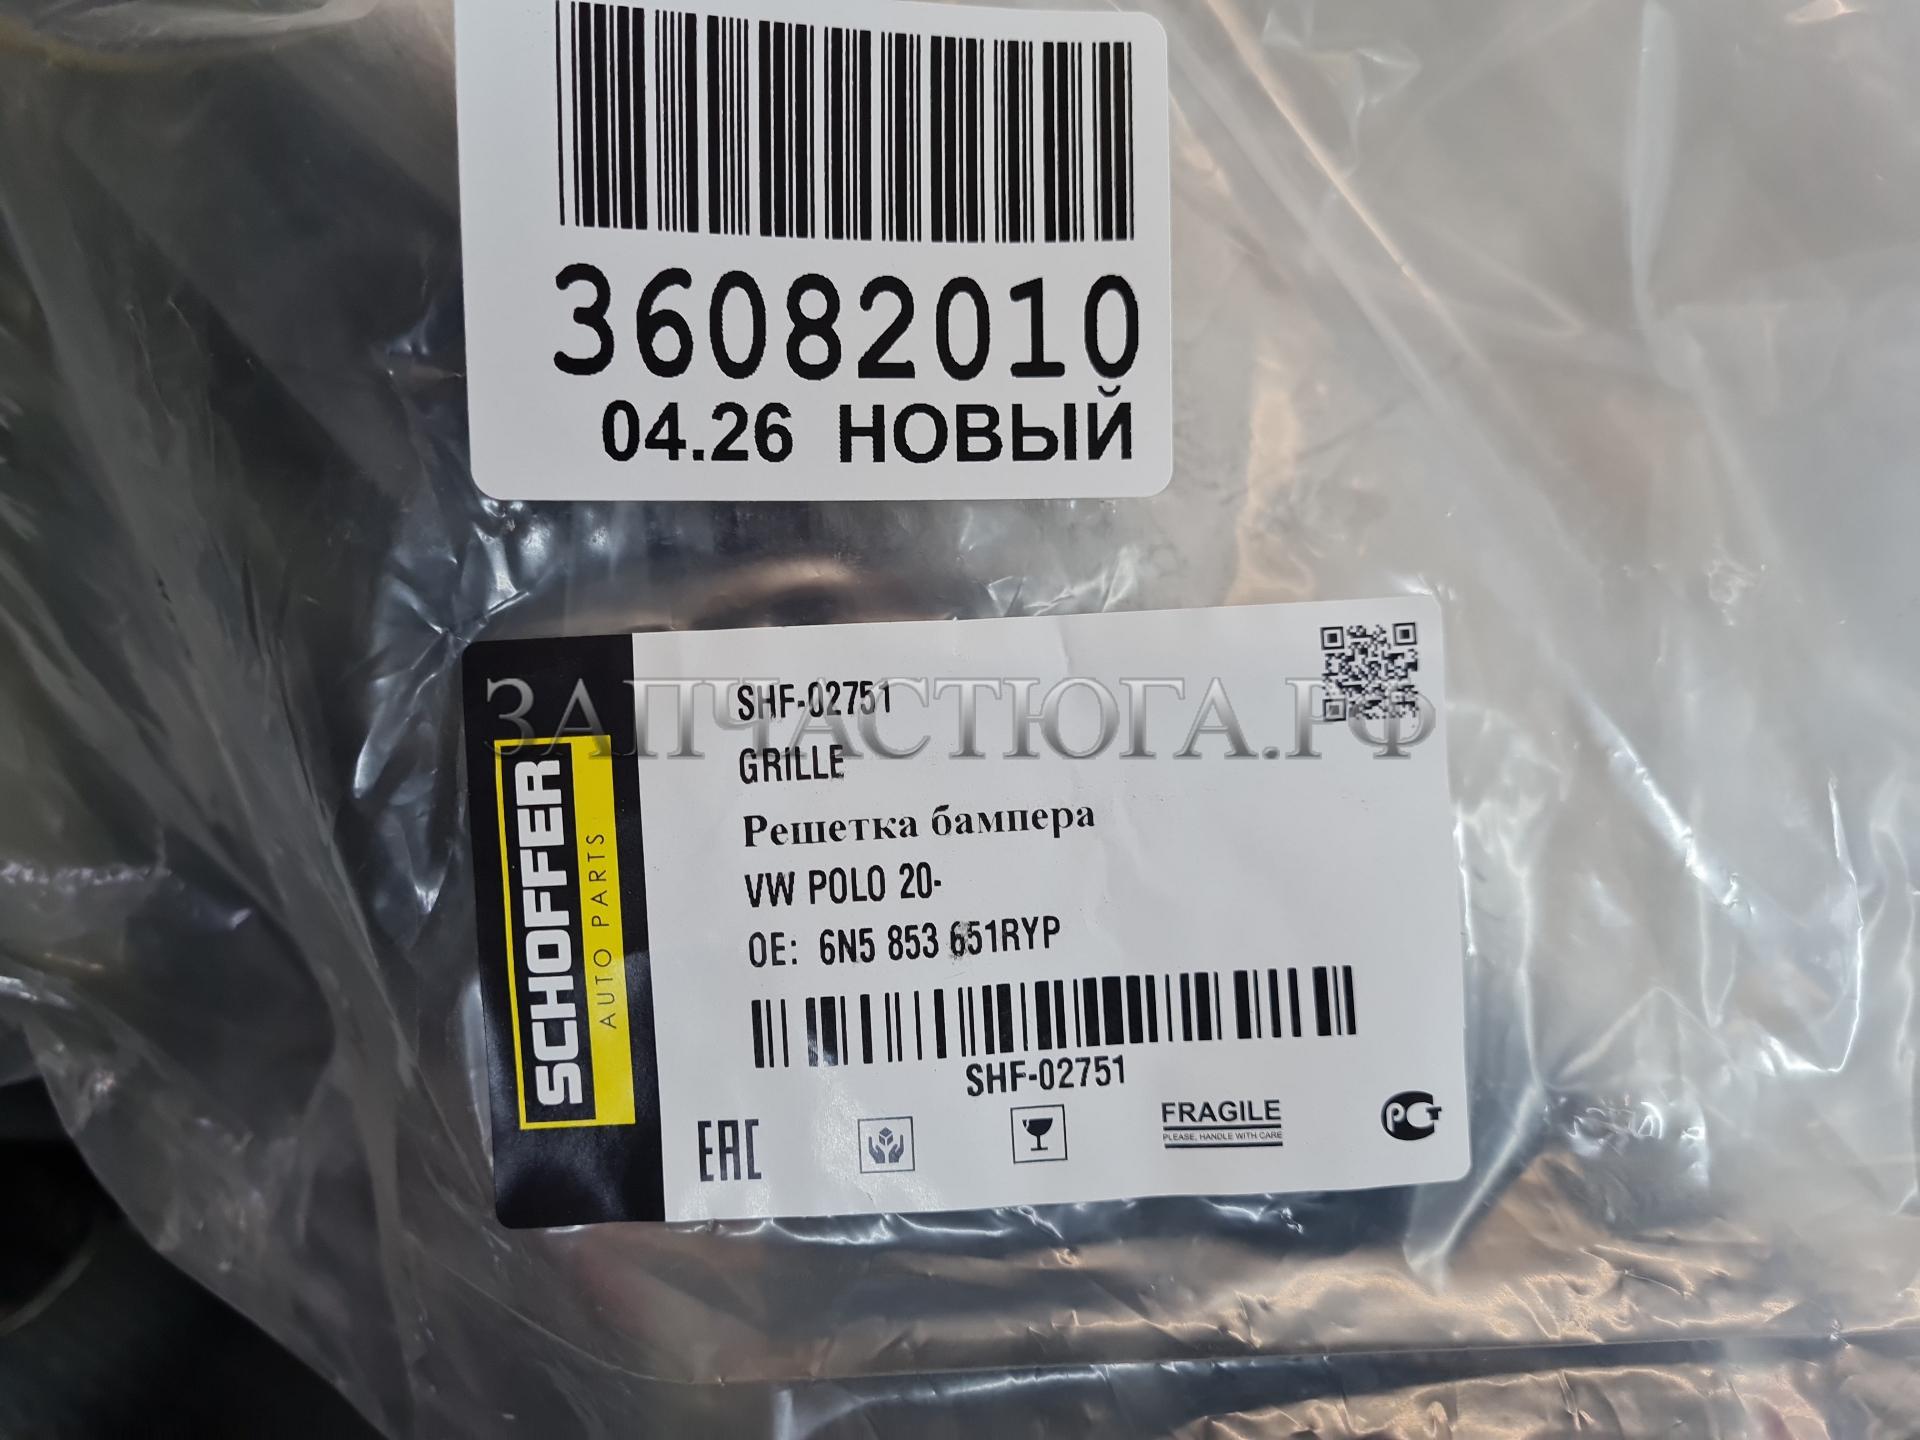 36082010
04.26 НОВЫЙ
ЗАПЧАСТЮГА.РФ
SCHOFFER
AUTO PARTS
SHF-02751
GRILLE
Решетка бампера
VW POLO 20-
OE: 6N5 853 651RYP
SHF-02751
EAC
FRAGILE
PLEASE, HANDLE WITH CARE
РСТ